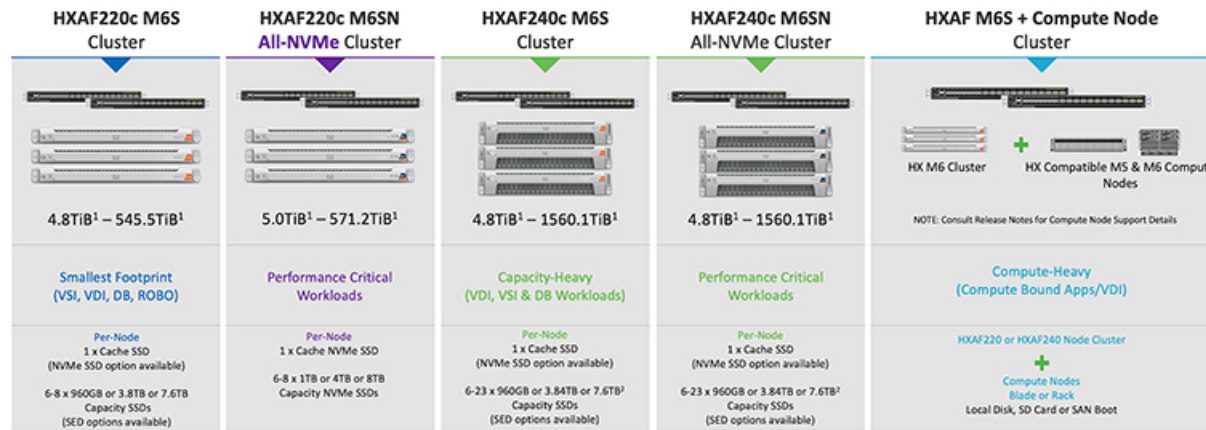 HXAF220c M6S
Cluster
4.8TiB¹ – 545.5TiB¹
Smallest Footprint
(VSI, VDI, DB, ROBO)
Per-Node
1 x Cache SSD
(NVMe SSD option available)
6-8 x 960GB or 3.8TB or 7.6TB
Capacity SSDs
(SED options available)
HXAF220c M6SN
All-NVMe Cluster
5.0TiB¹ – 571.2TiB¹
Performance Critical
Workloads
Per-Node
1 x Cache NVMe SSD
6-8 x 1TB or 4TB or 8TB
Capacity NVMe SSDs
HXAF240c M6S
Cluster
4.8TiB¹ – 1560.1TiB¹
Capacity-Heavy
(VDI, VSI & DB Workloads)
Per-Node
1 x Cache SSD
(NVMe SSD option available)
6-23 x 960GB or 3.84TB or 7.6TB²
Capacity SSDs
(SED options available)
HXAF240c M6SN
All-NVMe Cluster
4.8TiB¹ – 1560.1TiB¹
Performance Critical
Workloads
Per-Node
1 x Cache SSD
(NVMe SSD option available)
6-23 x 960GB or 3.84TB or 7.6TB²
Capacity SSDs
(SED options available)
HXAF M6S + Compute Node
Cluster
+
HX M6 Cluster
HX Compatible M5 & M6 Comput
Nodes
NOTE: Consult Release Notes for Compute Node Support Details
Compute-Heavy
(Compute Bound Apps/VDI)
HXAF220 or HXAF240 Node Cluster
+
Compute Nodes
Blade or Rack
Local Disk, SD Card or SAN Boot